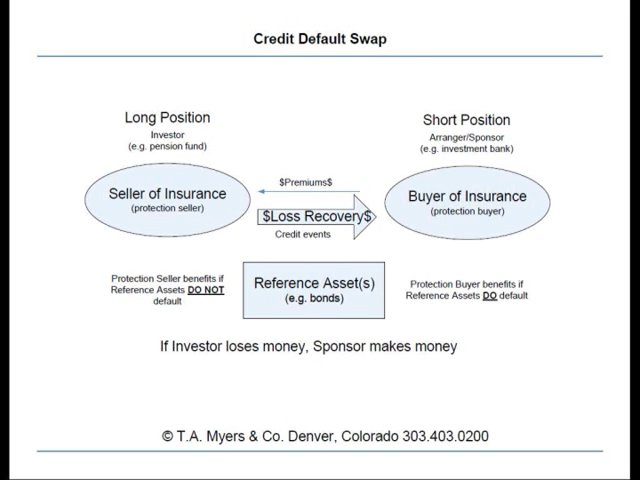 Credit Default Swap
Long Position
Investor
(e.g. pension fund)
Short Position
Arranger/Sponsor
(e.g. investment bank)
Seller of Insurance
(protection seller)
$Premiums$
$Loss Recovery$
Credit events
Buyer of Insurance
(protection buyer)
Protection Seller benefits if
Reference Assets DO NOT
default
Reference Asset(s)
(e.g. bonds)
Protection Buyer benefits if
Reference Assets DO default
If Investor loses money, Sponsor makes money
© T.A. Myers & Co. Denver, Colorado 303.403.0200